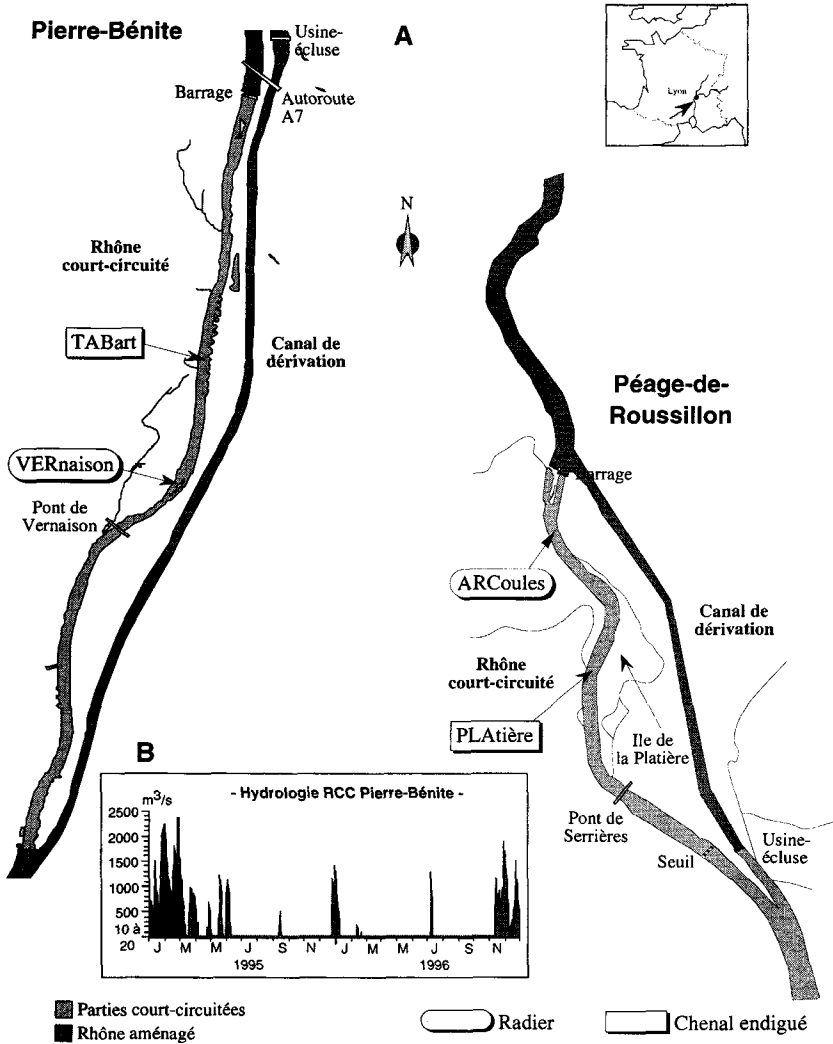 Pierre-Bénite
A
Usine-
écluse
Barrage
Autoroute
A7
Lyon
N
Rhône
court-circuité
TABart
Canal de
dérivation
VERnaison
Pont de
Vernaison
Péage-de-
Roussillon
Barrage
ARCoules
Canal de
dérivation
Rhône
court-circuité
PLAtière
Ile de
la Platière
Pont de
Serrières
Seuil
Usine-
écluse
B
m3/s
- Hydrologie RCC Pierre-Bénite -
2500
2000
1500
1000
500
10 à
20
J M M J S N J M M J S N
1995 1996
Parties court-circuitées
Rhône aménagé
Radier
Chenal endigué